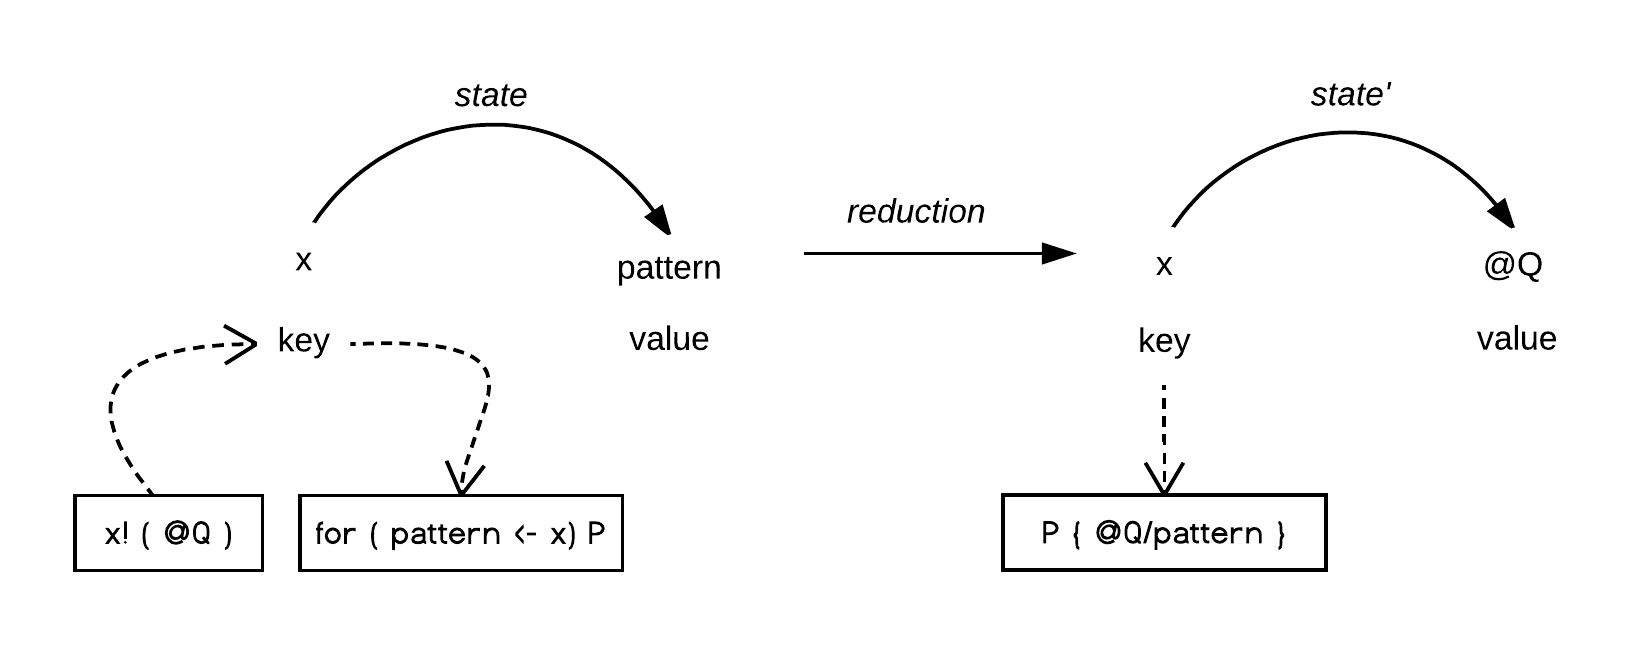 state
x
pattern
key
value
x! ( @Q )
for ( pattern <- x) P
reduction
state'
x
@Q
key
value
P { @Q/pattern }